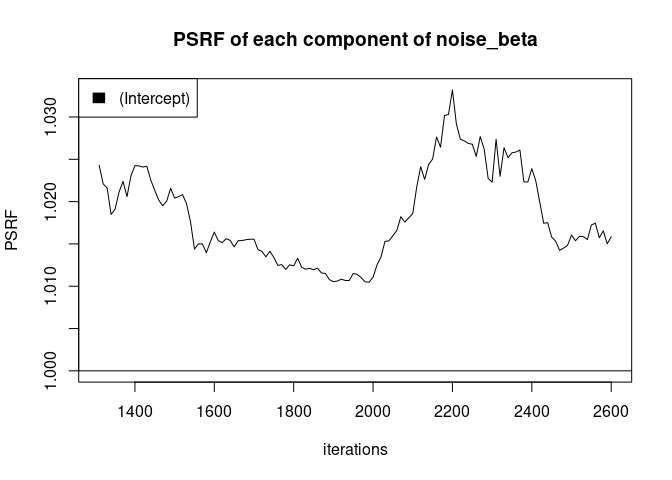 PSRF of each component of noise_beta
(Intercept)
PSRF
1.030
1.020
1.010
1.000
1400 1600 1800 2000 2200 2400 2600
iterations